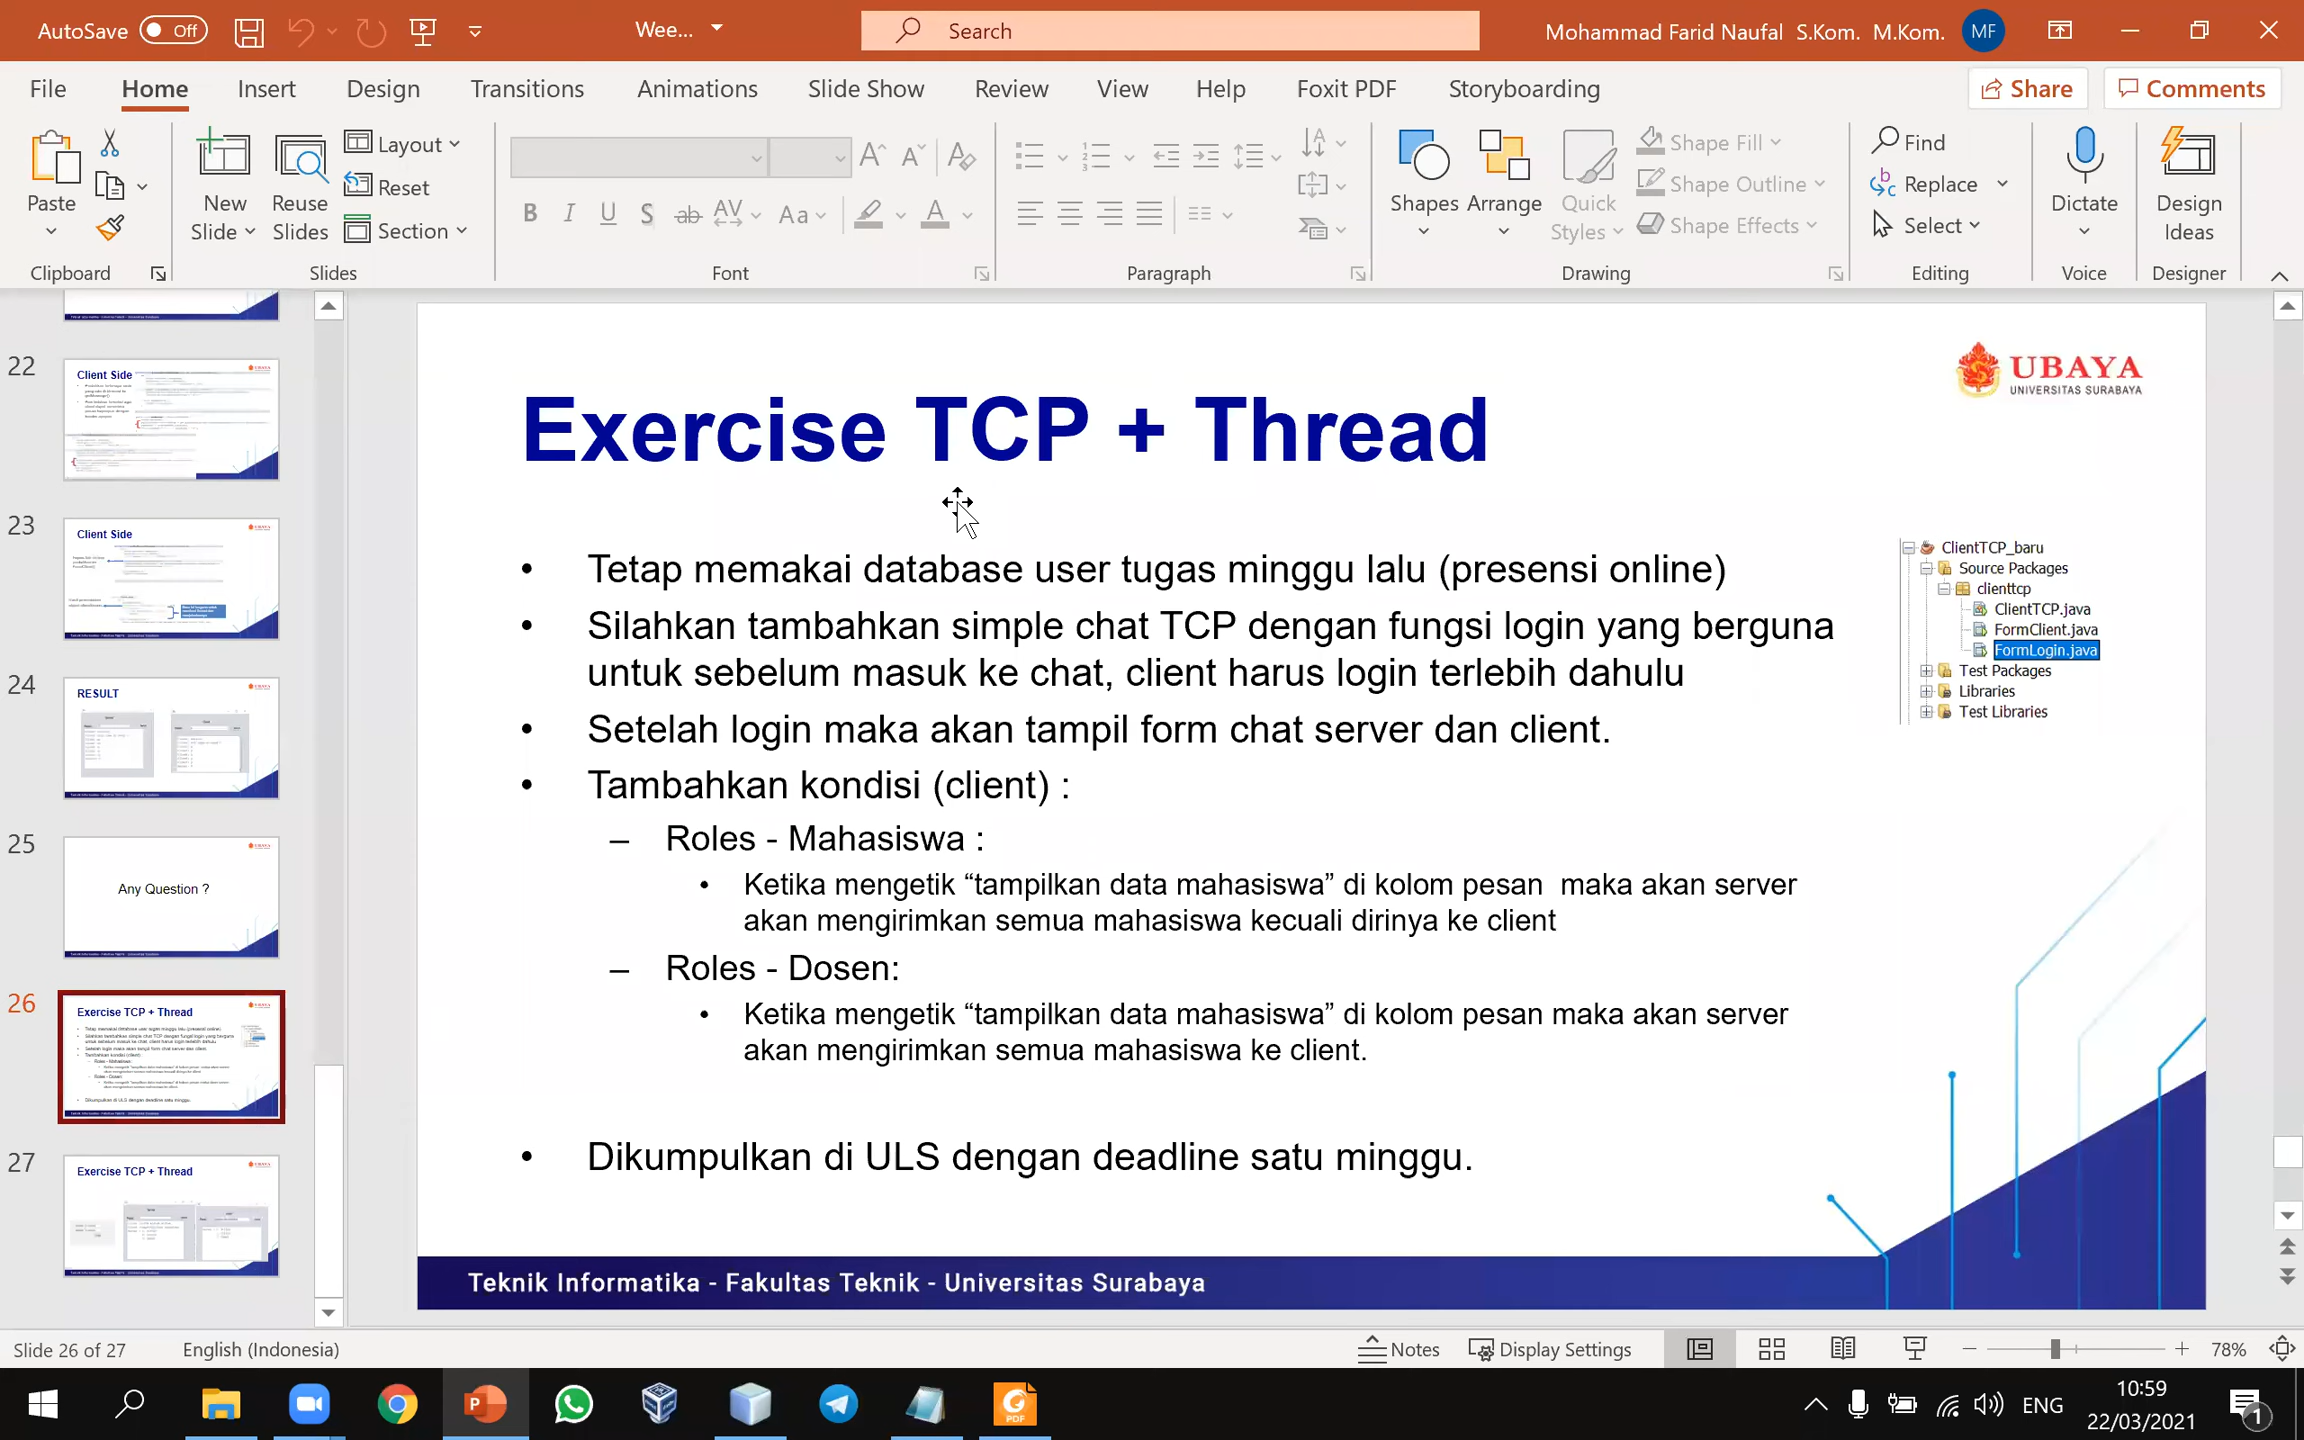 AutoSave Off Wee... Search Mohammad Farid Naufal S.Kom. M.Kom. MF
File Home Insert Design Transitions Animations Slide Show Review View Help Foxit PDF Storyboarding Share Comments
Paste
New Slide
Reuse Slides
Layout
Reset
Section
B I U S ab AV Aa A
Shapes Arrange Quick Styles
Shape Fill
Shape Outline
Shape Effects
Find
Replace
Select
Dictate
Design Ideas
Clipboard Slides Font Paragraph Drawing Editing Voice Designer
22
Client Side
23
Client Side
24
RESULT
25
Any Question ?
26
Exercise TCP + Thread
27
Exercise TCP + Thread
UBAYA
UNIVERSITAS SURABAYA
Exercise TCP + Thread
• Tetap memakai database user tugas minggu lalu (presensi online)
• Silahkan tambahkan simple chat TCP dengan fungsi login yang berguna
untuk sebelum masuk ke chat, client harus login terlebih dahulu
• Setelah login maka akan tampil form chat server dan client.
• Tambahkan kondisi (client) :
– Roles - Mahasiswa :
• Ketika mengetik “tampilkan data mahasiswa” di kolom pesan maka akan server
akan mengirimkan semua mahasiswa kecuali dirinya ke client
– Roles - Dosen:
• Ketika mengetik “tampilkan data mahasiswa” di kolom pesan maka akan server
akan mengirimkan semua mahasiswa ke client.
• Dikumpulkan di ULS dengan deadline satu minggu.
ClientTCP_baru
Source Packages
clienttcp
ClientTCP.java
FormClient.java
FormLogin.java
Test Packages
Libraries
Test Libraries
Teknik Informatika - Fakultas Teknik - Universitas Surabaya
Slide 26 of 27 English (Indonesia) Notes Display Settings 78%
ENG
10:59
22/03/2021
1